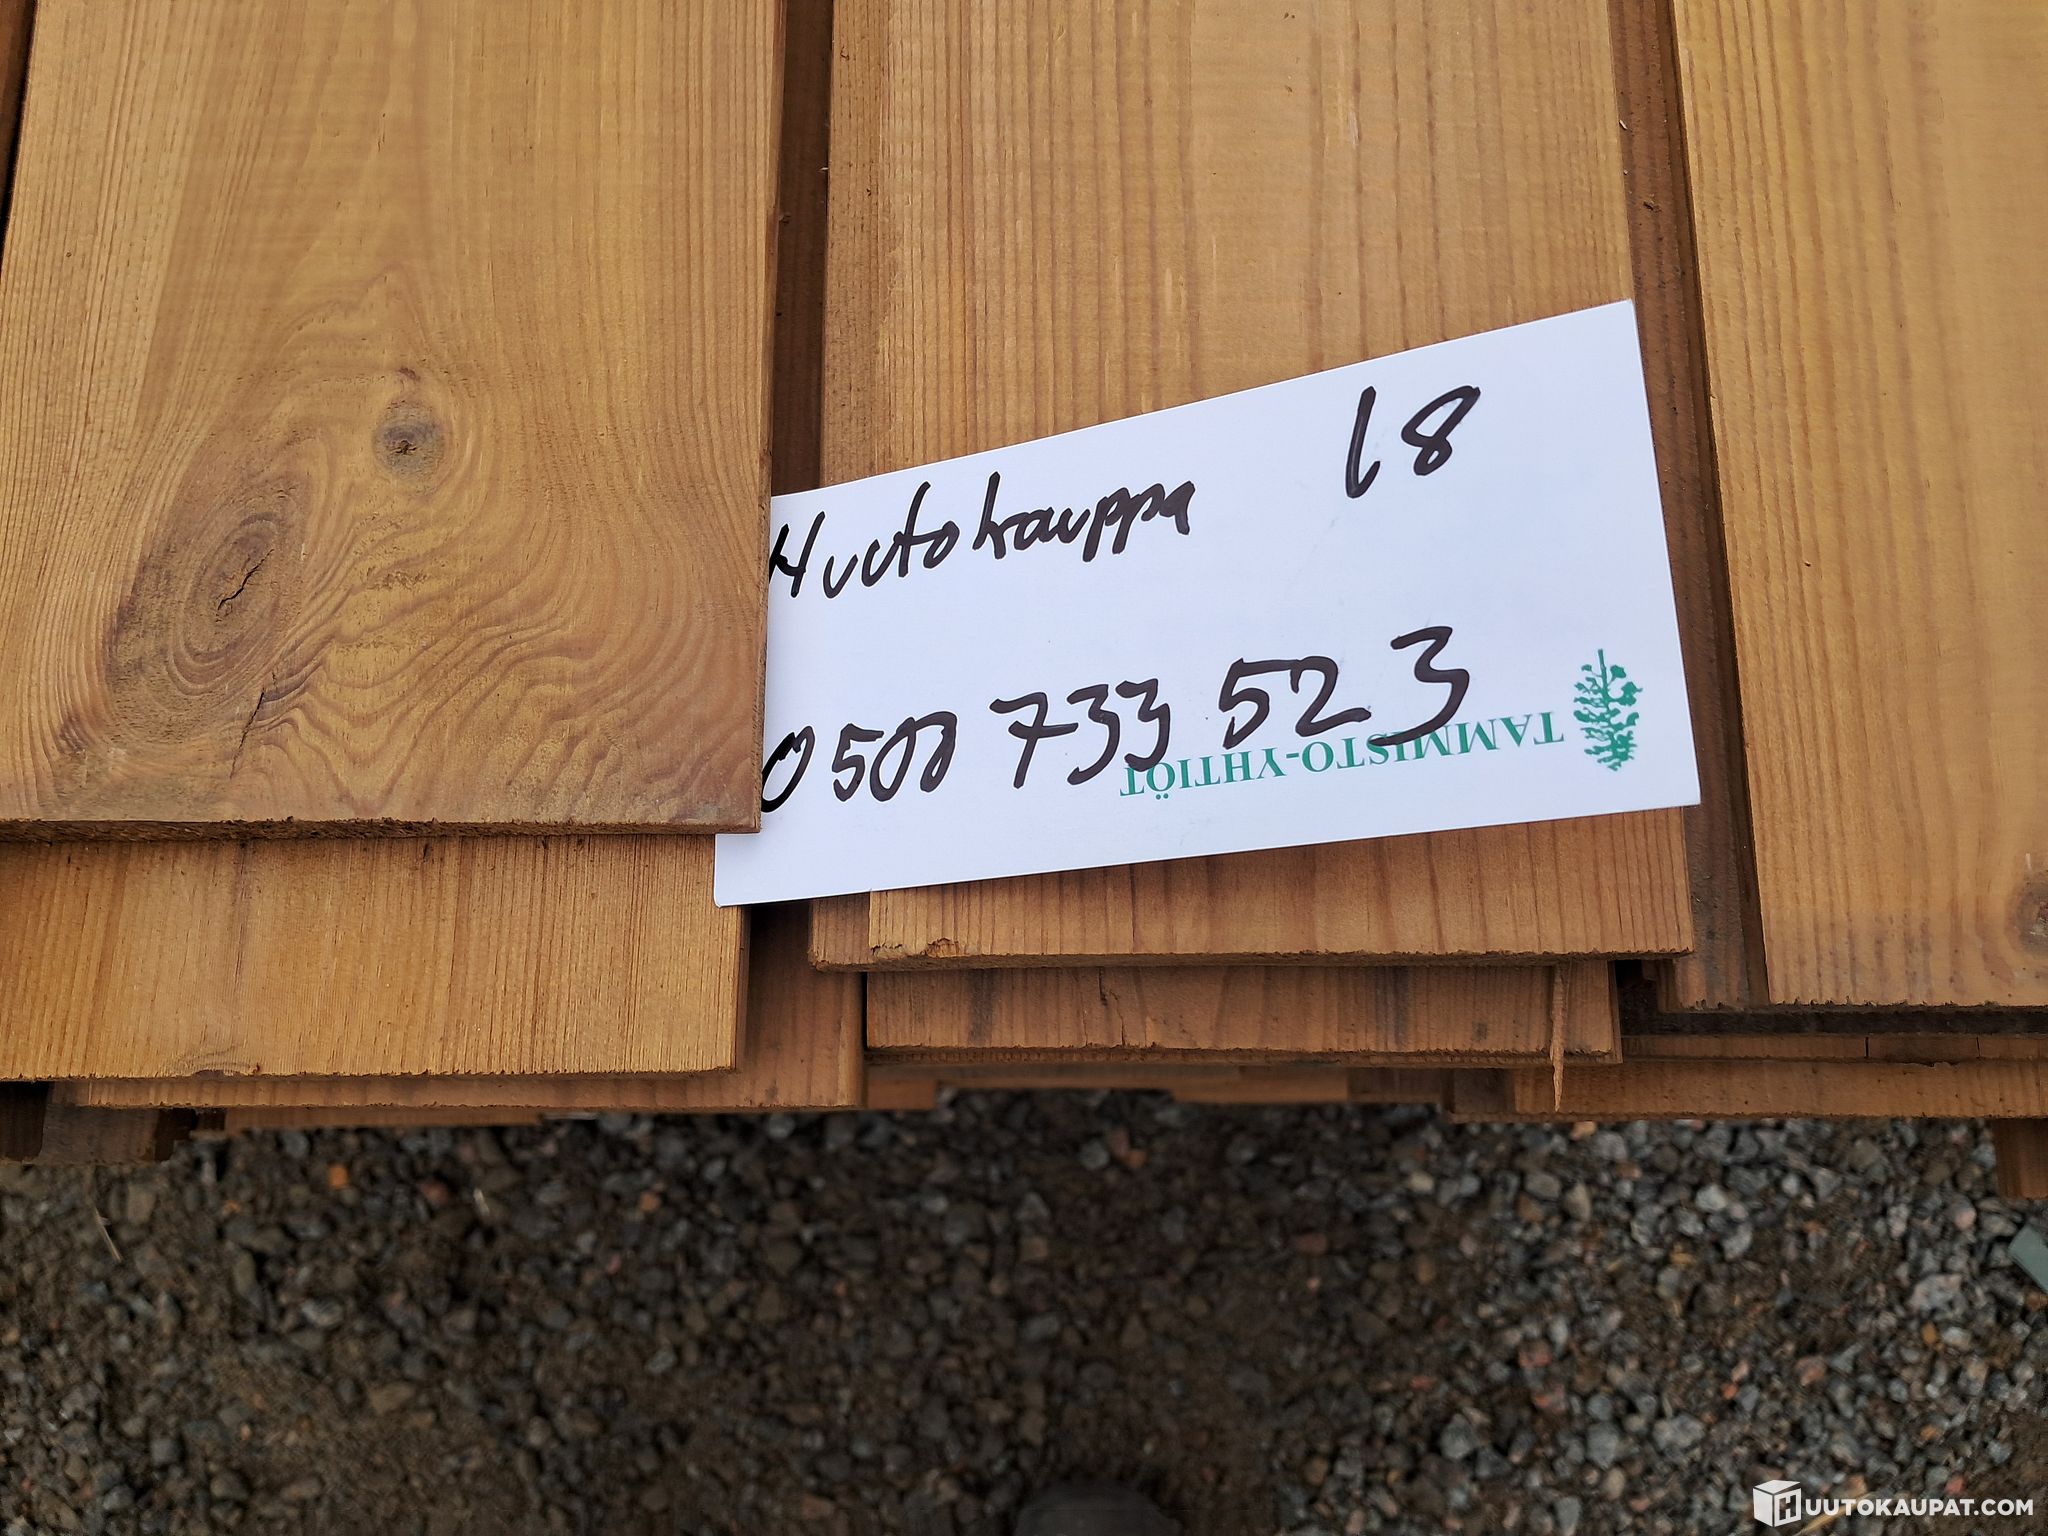 Huutokauppa 18
0500 733 523
TAMMISTO-YHTIÖT
HUUTOKAUPAT.COM